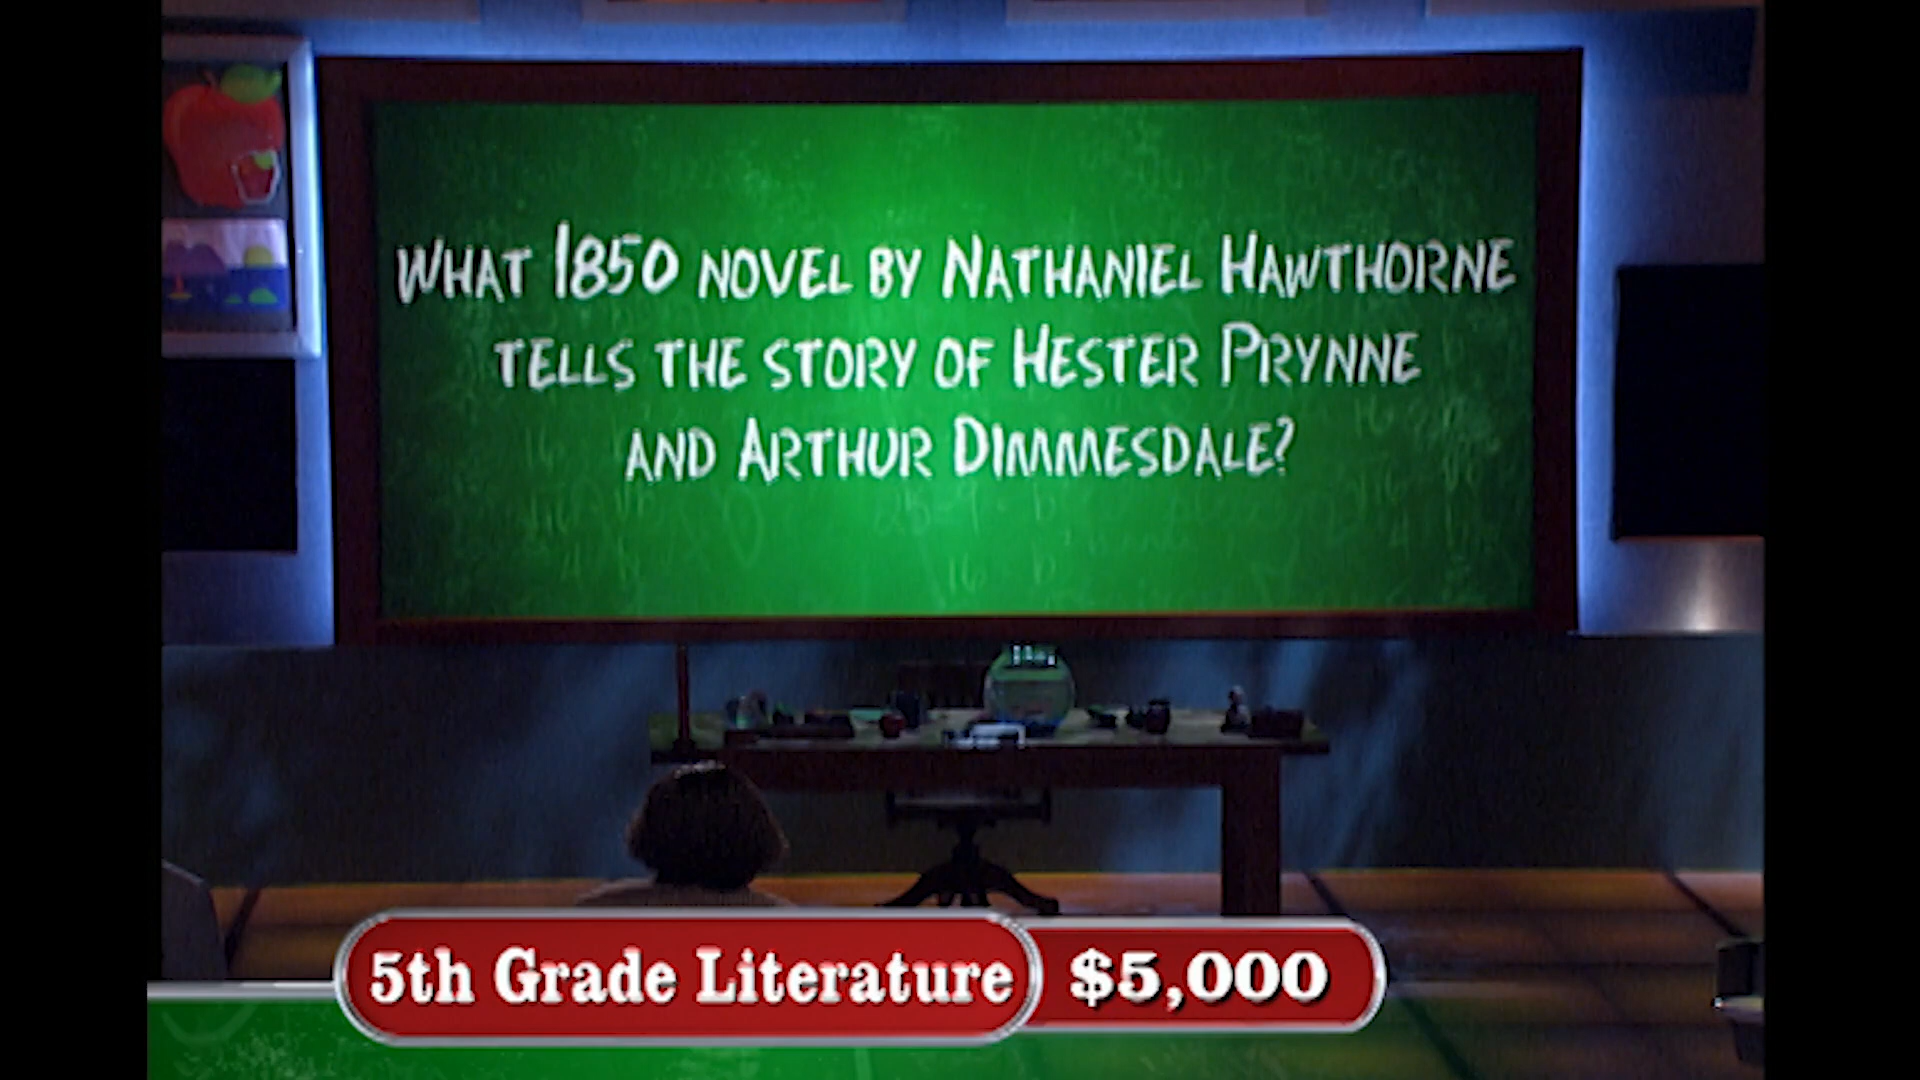 What 1850 novel by Nathaniel Hawthorne
tells the story of Hester Prynne
and Arthur Dimmesdale?
5th Grade Literature $5,000